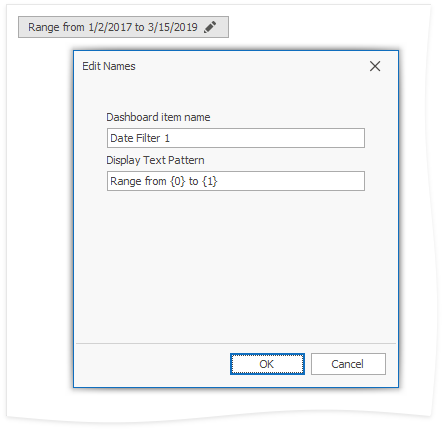 Range from 1/2/2017 to 3/15/2019
Edit Names
Dashboard item name
Date Filter 1
Display Text Pattern
Range from {0} to {1}
OK
Cancel